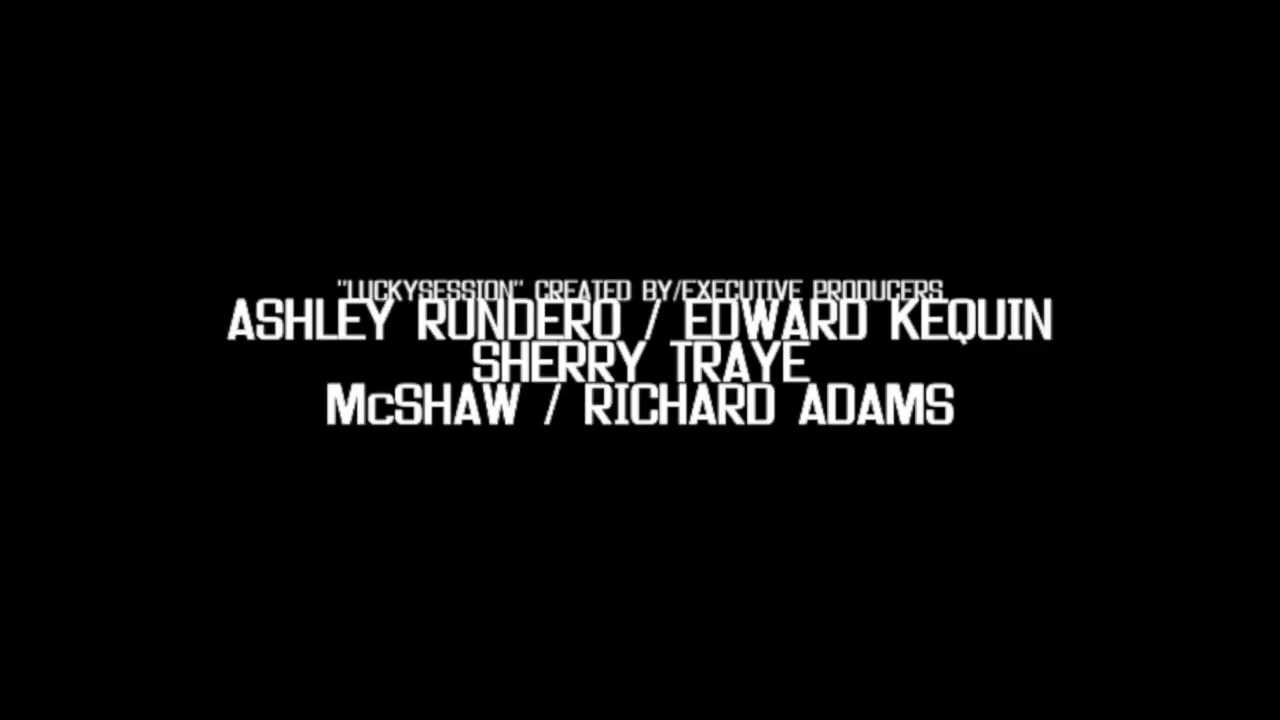 "LUCKYSESSION" CREATED BY/EXECUTIVE PRODUCERS
ASHLEY RUNDERO / EDWARD KEQUIN
SHERRY TRAYE
McSHAW / RICHARD ADAMS